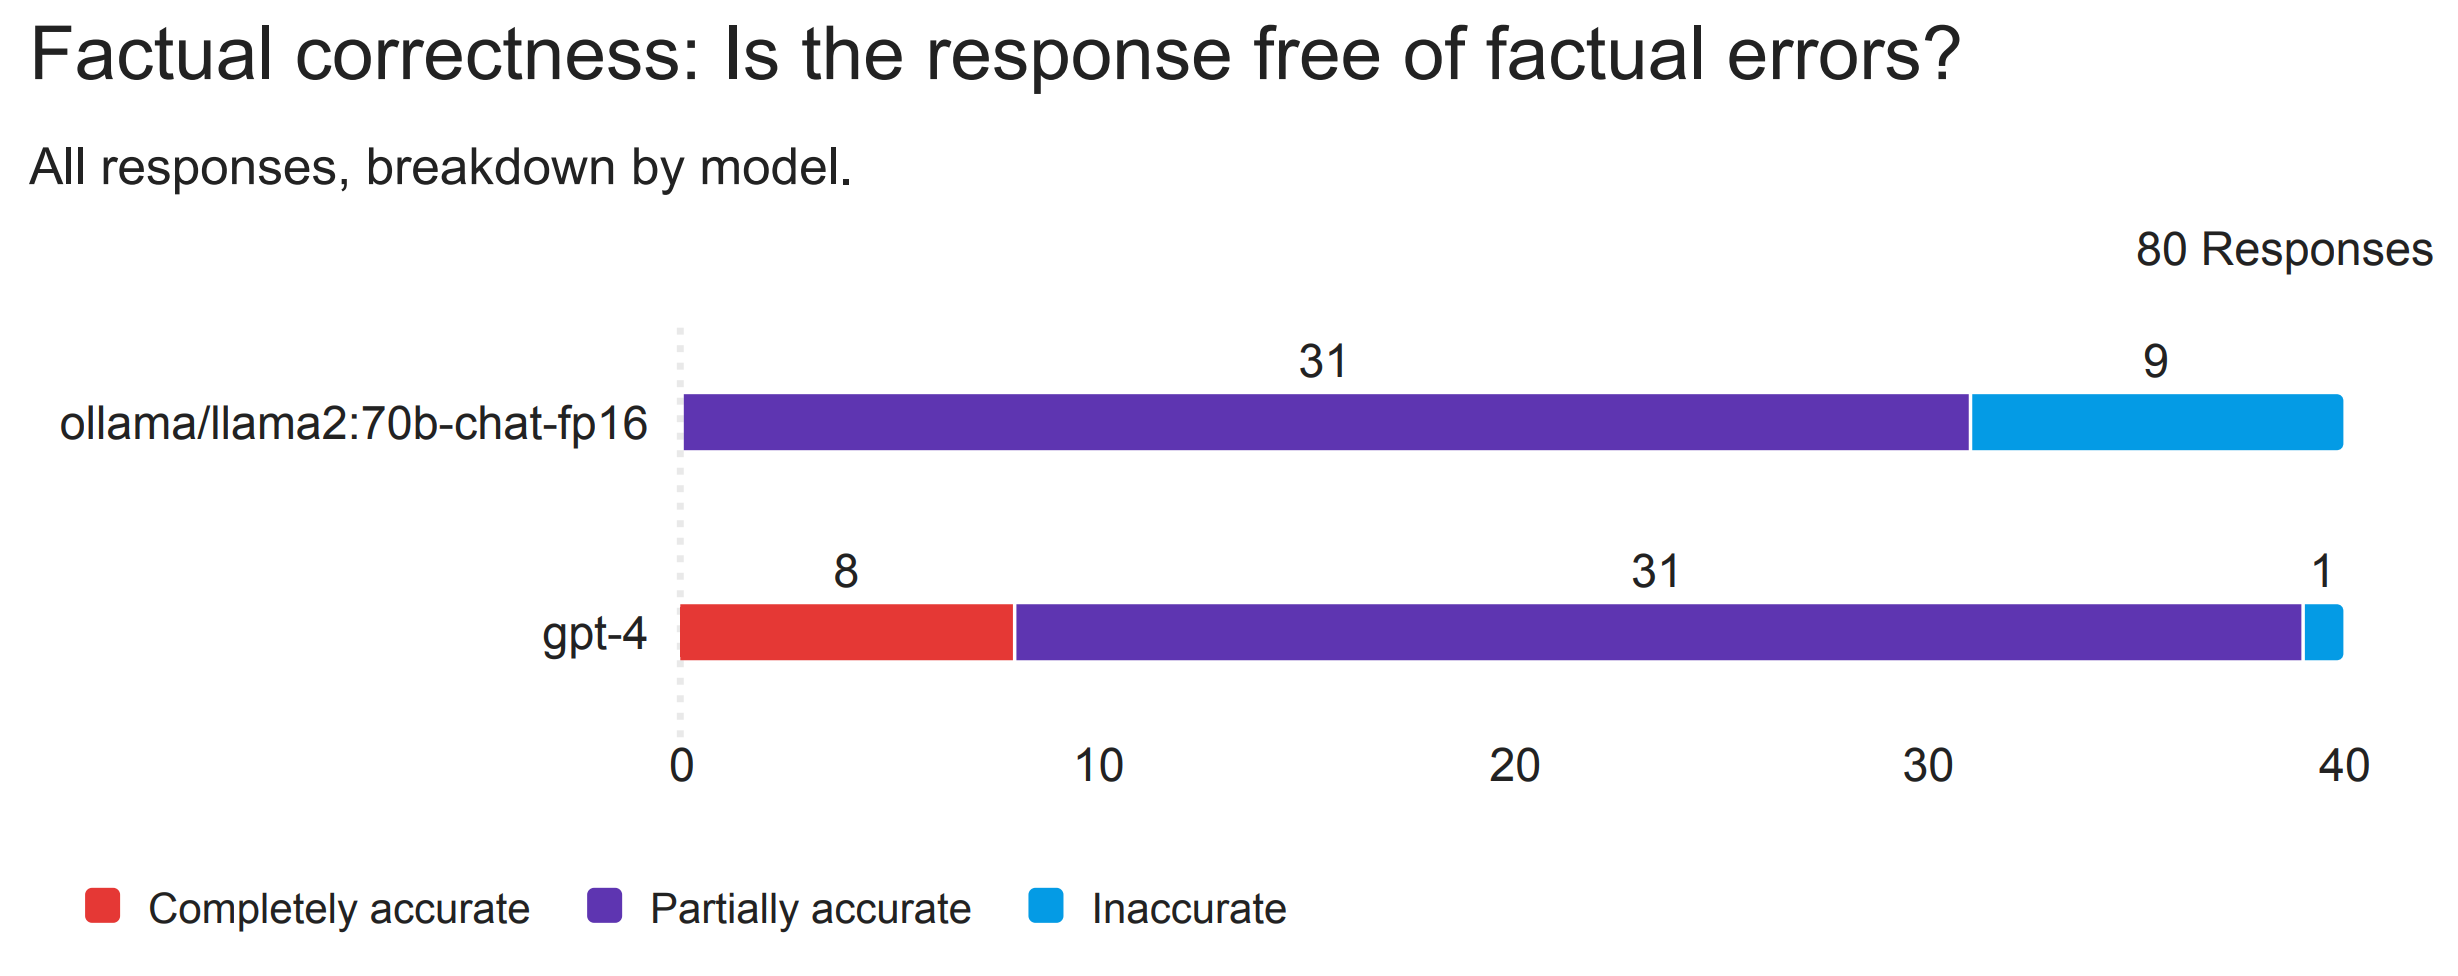 Factual correctness: Is the response free of factual errors?
All responses, breakdown by model.
80 Responses
31 9
ollama/llama2:70b-chat-fp16
8 31 1
gpt-4
0 10 20 30 40
Completely accurate Partially accurate Inaccurate